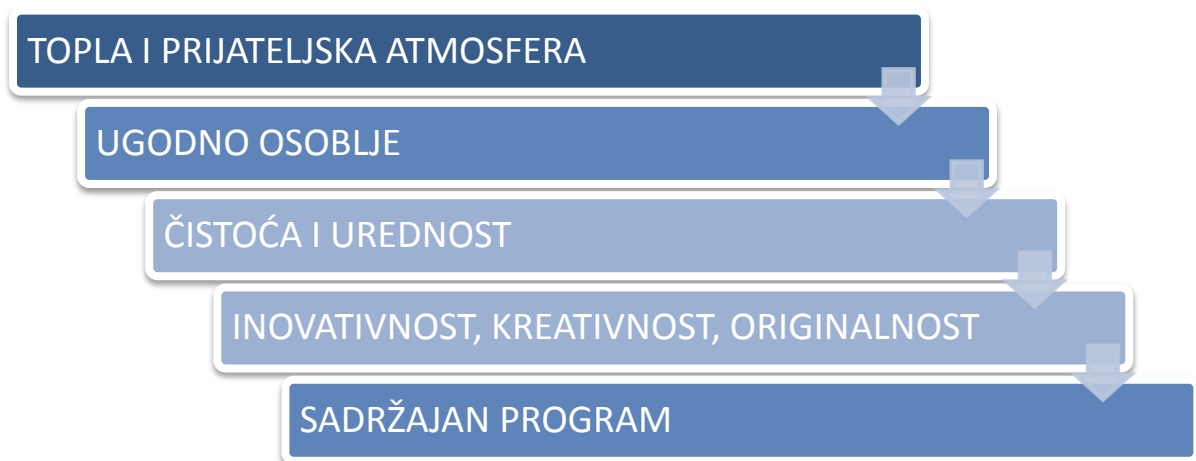 TOPLA I PRIJATELJSKA ATMOSFERA
UGODNO OSOBLJE
ČISTOĆA I UREDNOST
INOVATIVNOST, KREATIVNOST, ORIGINALNOST
SADRŽAJAN PROGRAM